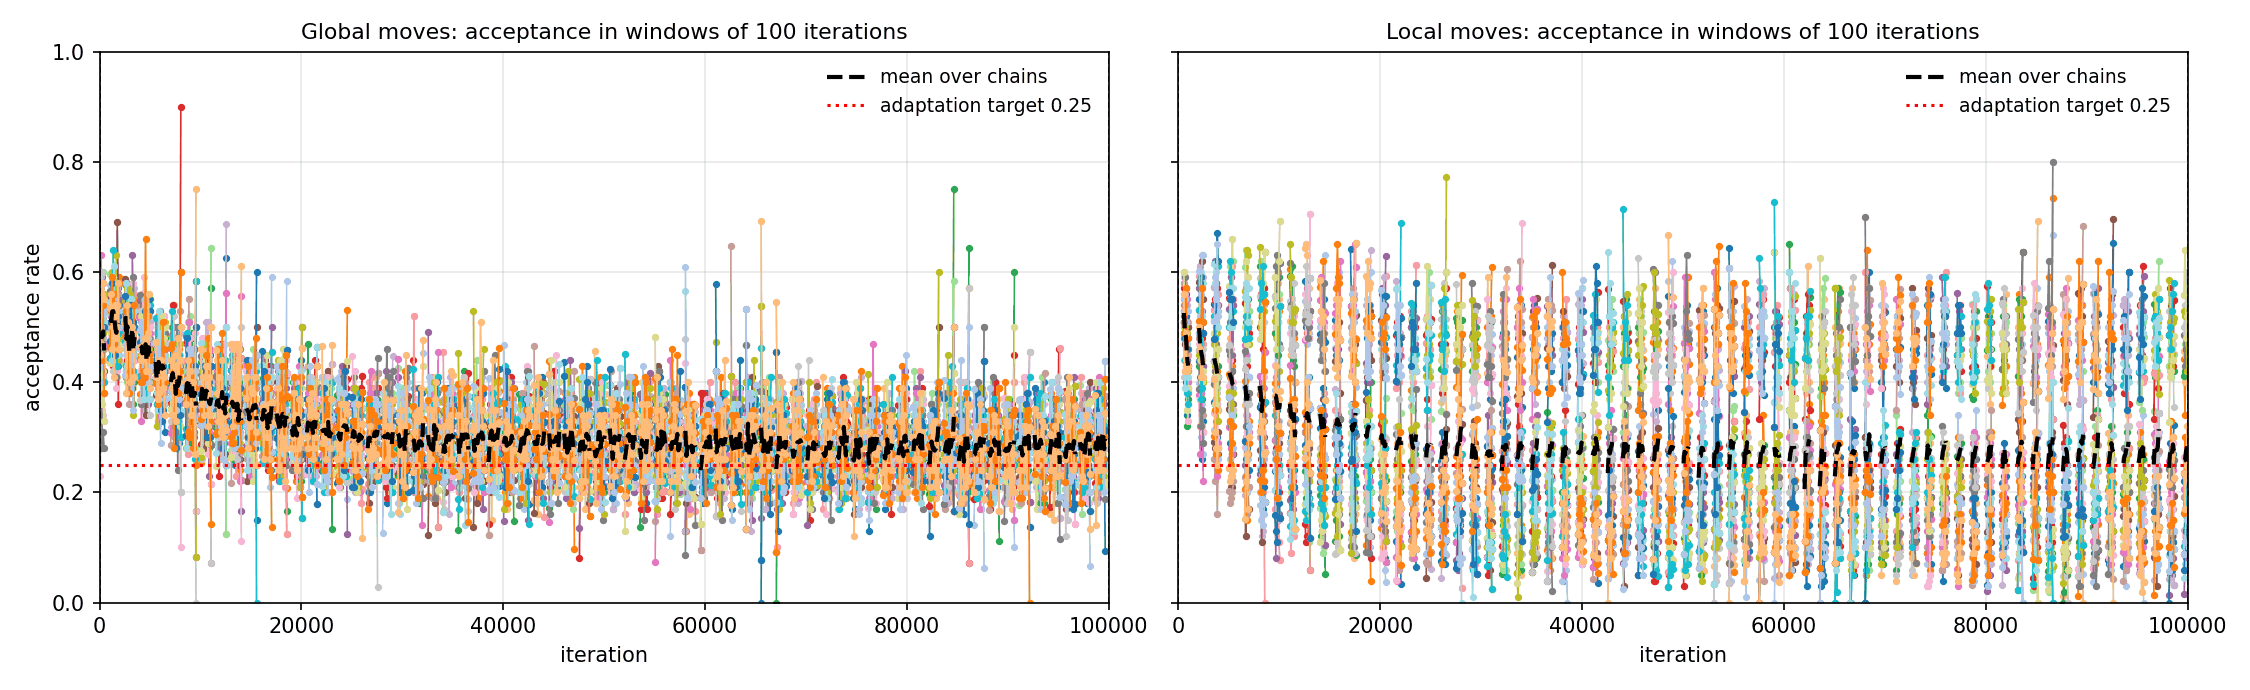 Global moves: acceptance in windows of 100 iterations
Local moves: acceptance in windows of 100 iterations
mean over chains
adaptation target 0.25
mean over chains
adaptation target 0.25
acceptance rate
1.0
0.8
0.6
0.4
0.2
0.0
0 20000 40000 60000 80000 100000
0 20000 40000 60000 80000 100000
iteration
iteration